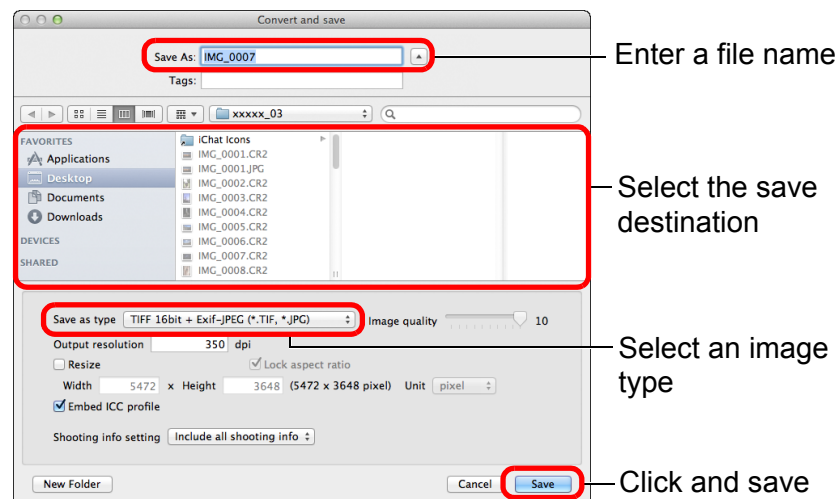 Convert and save
Save As: IMG_0007
Enter a file name
Tags:
xxxxx_03
FAVORITES
Applications
Desktop
Documents
Downloads
DEVICES
SHARED
iChat Icons
IMG_0001.CR2
IMG_0001.JPG
IMG_0002.CR2
IMG_0003.CR2
IMG_0004.CR2
IMG_0005.CR2
IMG_0006.CR2
IMG_0007.CR2
IMG_0008.CR2
Select the save
destination
Save as type TIFF 16bit + Exif-JPEG (*.TIF, *.JPG) Image quality 10
Output resolution 350 dpi
Resize Lock aspect ratio
Width 5472 x Height 3648 (5472 x 3648 pixel) Unit pixel
Embed ICC profile
Shooting info setting Include all shooting info
Select an image
type
New Folder Cancel Save
Click and save